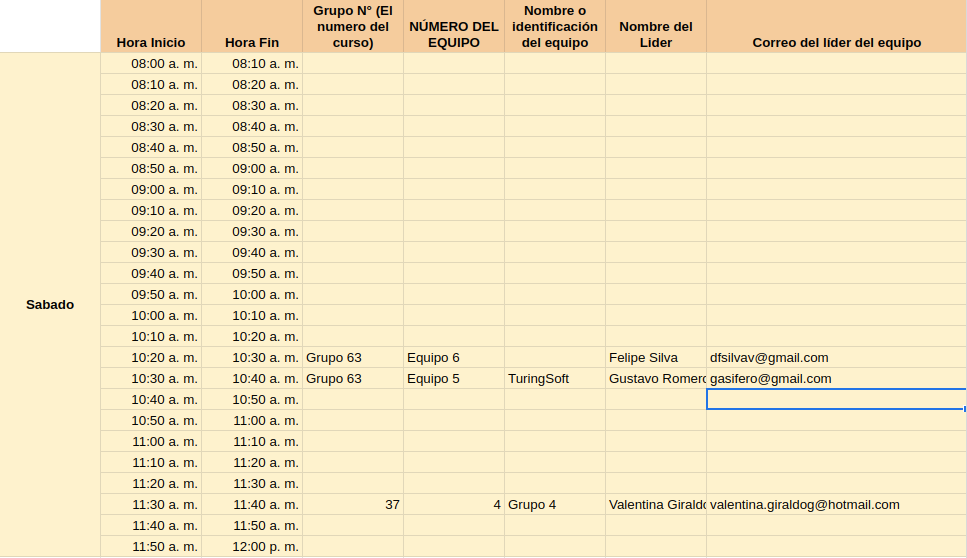 Hora Inicio Hora Fin Grupo N° (El numero del curso) NÚMERO DEL EQUIPO Nombre o identificación del equipo Nombre del Lider Correo del líder del equipo
Sabado
08:00 a. m. 08:10 a. m.
08:10 a. m. 08:20 a. m.
08:20 a. m. 08:30 a. m.
08:30 a. m. 08:40 a. m.
08:40 a. m. 08:50 a. m.
08:50 a. m. 09:00 a. m.
09:00 a. m. 09:10 a. m.
09:10 a. m. 09:20 a. m.
09:20 a. m. 09:30 a. m.
09:30 a. m. 09:40 a. m.
09:40 a. m. 09:50 a. m.
09:50 a. m. 10:00 a. m.
10:00 a. m. 10:10 a. m.
10:10 a. m. 10:20 a. m.
10:20 a. m. 10:30 a. m. Grupo 63 Equipo 6 Felipe Silva dfsilvav@gmail.com
10:30 a. m. 10:40 a. m. Grupo 63 Equipo 5 TuringSoft Gustavo Romero gasifero@gmail.com
10:40 a. m. 10:50 a. m.
10:50 a. m. 11:00 a. m.
11:00 a. m. 11:10 a. m.
11:10 a. m. 11:20 a. m.
11:20 a. m. 11:30 a. m.
11:30 a. m. 11:40 a. m. 37 4 Grupo 4 Valentina Giraldo valentina.giraldog@hotmail.com
11:40 a. m. 11:50 a. m.
11:50 a. m. 12:00 p. m.